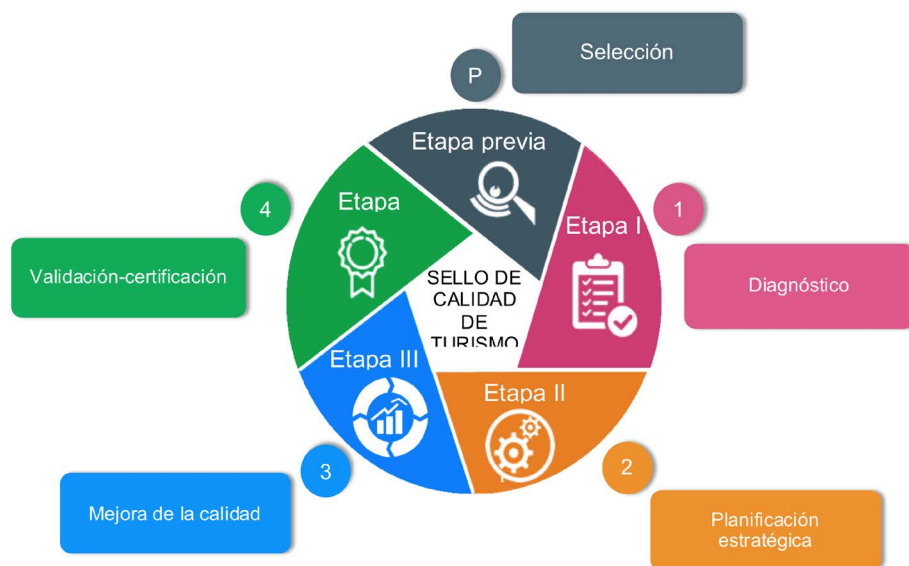 Selección
P
Etapa previa
4
Etapa
1
Etapa I
Validación-certificación
SELLO DE
CALIDAD
DE
TURISMO
Diagnóstico
Etapa III
Etapa II
3
2
Mejora de la calidad
Planificación
estratégica